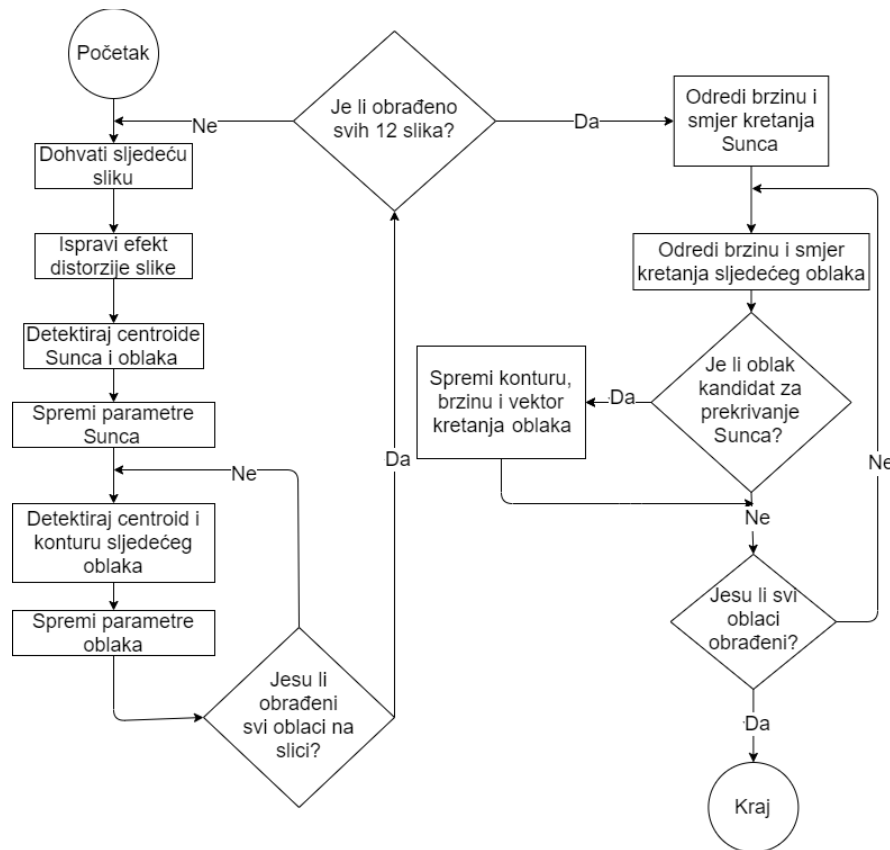 Početak
Dohvati sljedeću
sliku
Ispravi efekt
distorzije slike
Detektiraj centroide
Sunca i oblaka
Spremi parametre
Sunca
Ne
Detektiraj centroid i
konturu sljedećeg
oblaka
Spremi parametre
oblaka
Jesu li
obrađeni
svi oblaci na
slici?
Da
Je li obrađeno
svih 12 slika?
Ne
Da
Odredi brzinu i
smjer kretanja
Sunca
Odredi brzinu i smjer
kretanja sljedećeg oblaka
Je li oblak
kandidat za
prekrivanje
Sunca?
Da
Spremi konturu,
brzinu i vektor
kretanja oblaka
Ne
Jesu li svi
oblaci
obrađeni?
Ne
Da
Kraj